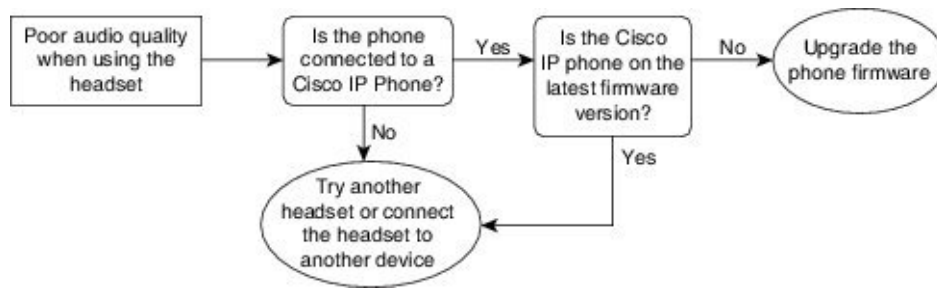 Poor audio quality
when using the
headset
Is the phone
connected to a
Cisco IP Phone?
Yes
Is the Cisco
IP phone on the
latest firmware
version?
No
Upgrade the
phone firmware
No
Yes
Try another
headset or connect
the headset to
another device